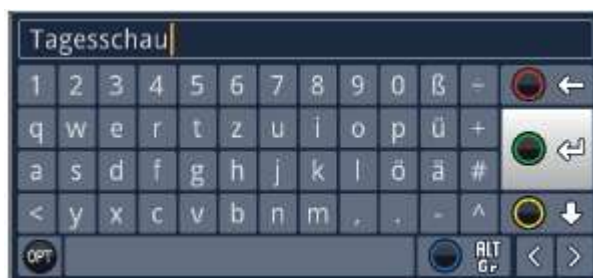 Tagesschau
1 2 3 4 5 6 7 8 9 0 ß = ←
q w e r t z u i o p ü +
a s d f g h j k l ö ä #
< y x c v b n m , . - ^
OPT ALT Gr < >